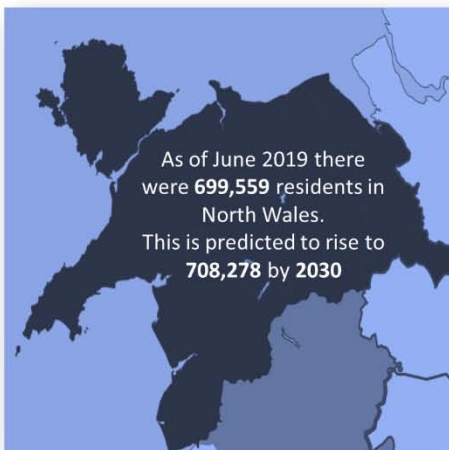 As of June 2019 there
were 699,559 residents in
North Wales.
This is predicted to rise to
708,278 by 2030